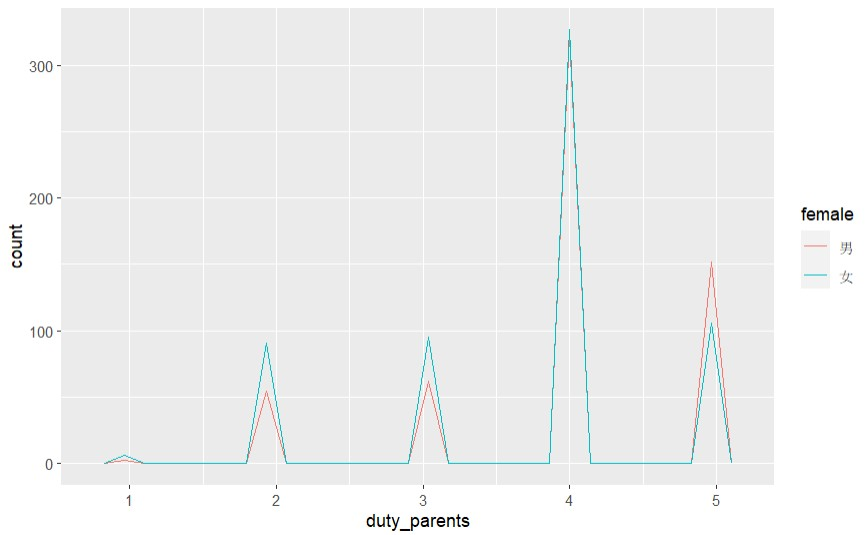 300
200
100
0
count
1 2 3 4 5
duty_parents
female
男
女